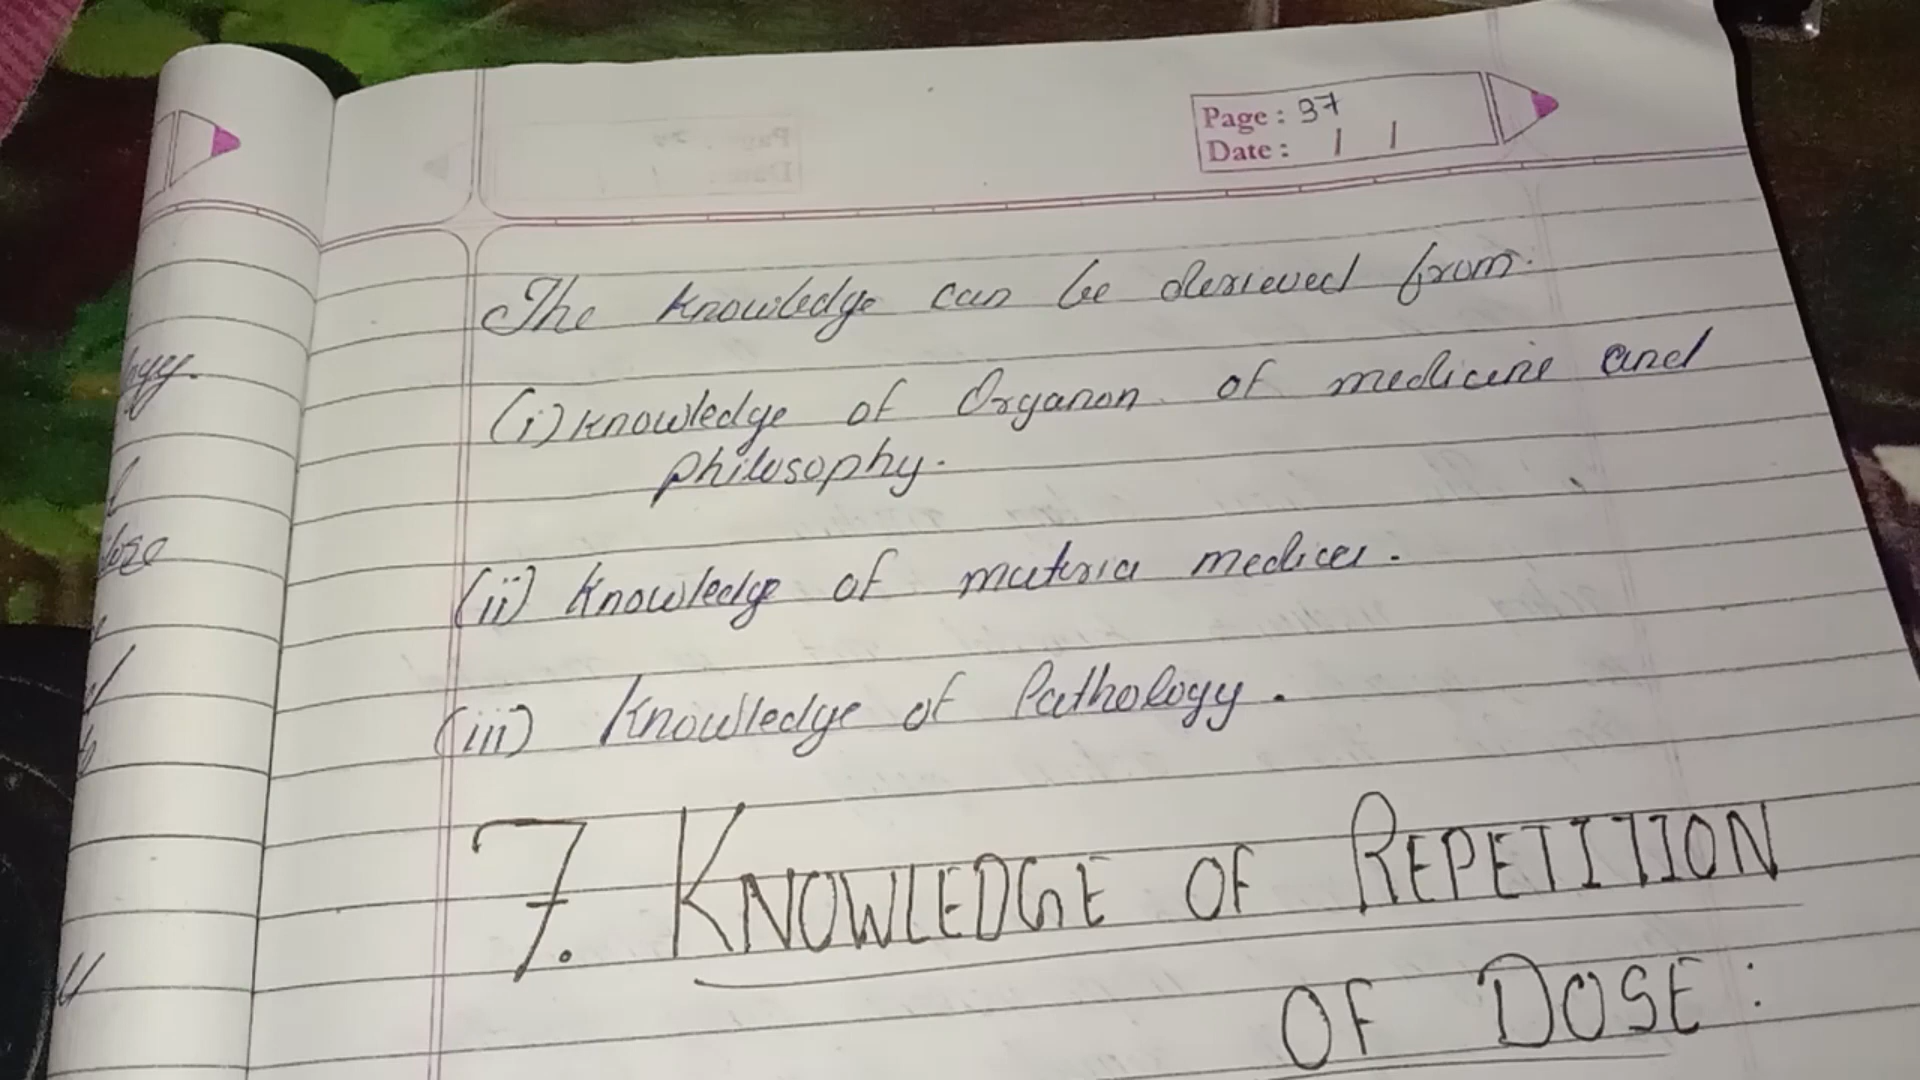 Page: 37
Date: / /
The Knowledge can be derieved from.
(i) Knowledge of Organon of medicine and
philosophy.
(ii) Knowledge of materia medica.
(iii) Knowledge of Pathology.
7. KNOWLEDGE OF REPETITION
OF DOSE: